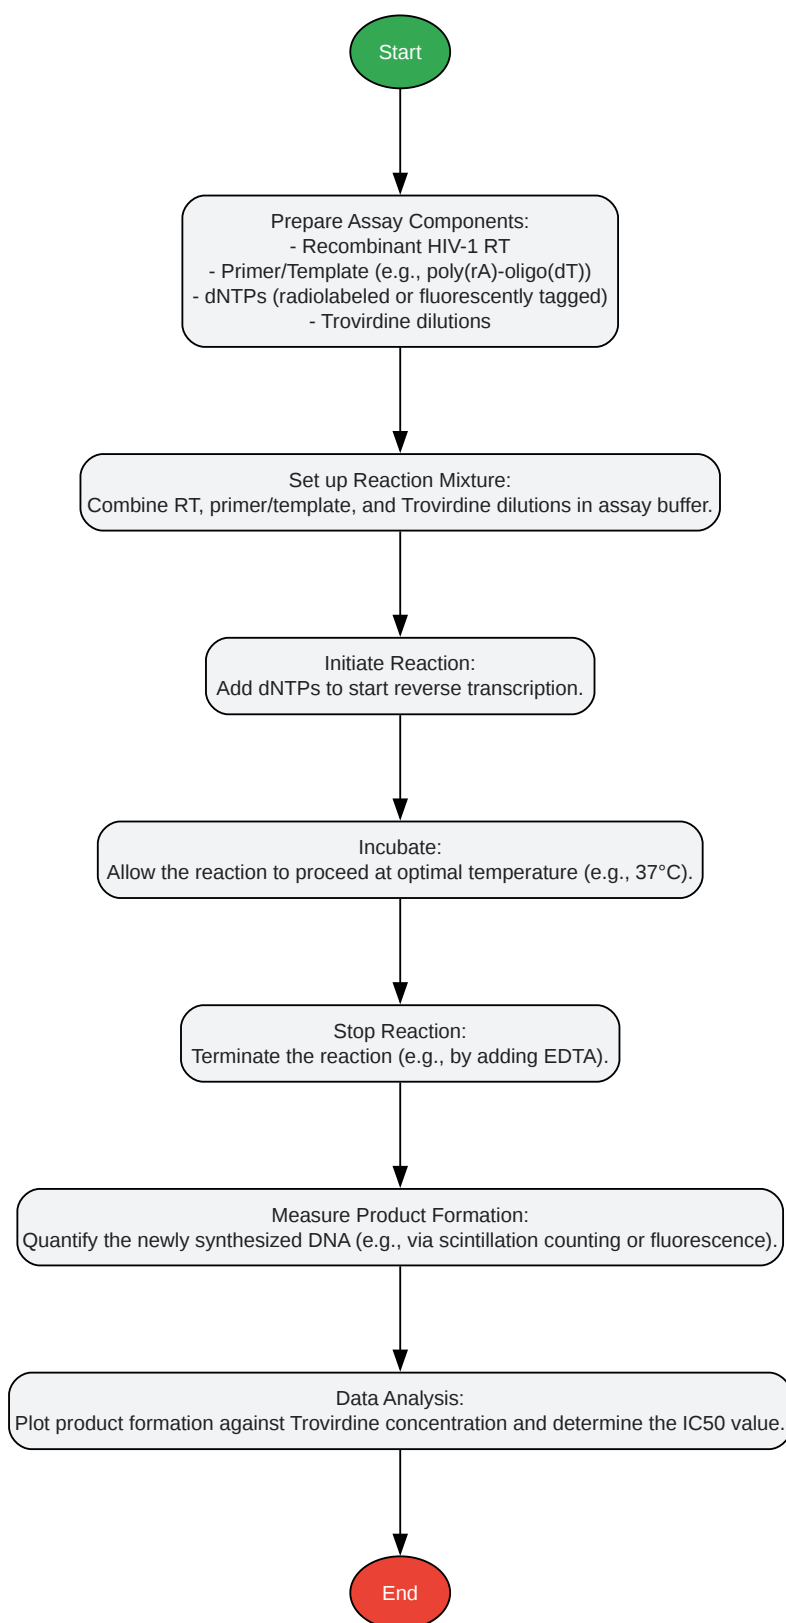 Start
Prepare Assay Components:
- Recombinant HIV-1 RT
- Primer/Template (e.g., poly(rA)-oligo(dT))
- dNTPs (radiolabeled or fluorescently tagged)
- Trovirdine dilutions
Set up Reaction Mixture:
Combine RT, primer/template, and Trovirdine dilutions in assay buffer.
Initiate Reaction:
Add dNTPs to start reverse transcription.
Incubate:
Allow the reaction to proceed at optimal temperature (e.g., 37°C).
Stop Reaction:
Terminate the reaction (e.g., by adding EDTA).
Measure Product Formation:
Quantify the newly synthesized DNA (e.g., via scintillation counting or fluorescence).
Data Analysis:
Plot product formation against Trovirdine concentration and determine the IC50 value.
End